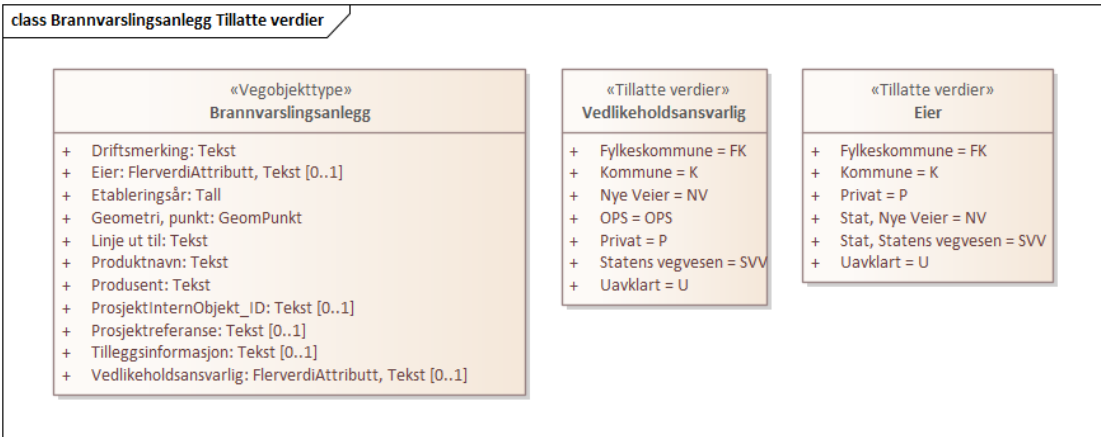 class Brannvarslingsanlegg Tillatte verdier
«Vegobjekttype»
Brannvarslingsanlegg
+ Driftsmerking: Tekst
+ Eier: FlerverdiAttributt, Tekst [0..1]
+ Etableringsår: Tall
+ Geometri, punkt: GeomPunkt
+ Linje ut til: Tekst
+ Produktnavn: Tekst
+ Produsent: Tekst
+ ProsjektInternObjekt_ID: Tekst [0..1]
+ Prosjektreferanse: Tekst [0..1]
+ Tilleggsinformasjon: Tekst [0..1]
+ Vedlikeholdsansvarlig: FlerverdiAttributt, Tekst [0..1]
«Tillatte verdier»
Vedlikeholdsansvarlig
+ Fylkeskommune = FK
+ Kommune = K
+ Nye Veier = NV
+ OPS = OPS
+ Privat = P
+ Statens vegvesen = SVV
+ Uavklart = U
«Tillatte verdier»
Eier
+ Fylkeskommune = FK
+ Kommune = K
+ Privat = P
+ Stat, Nye Veier = NV
+ Stat, Statens vegvesen = SVV
+ Uavklart = U